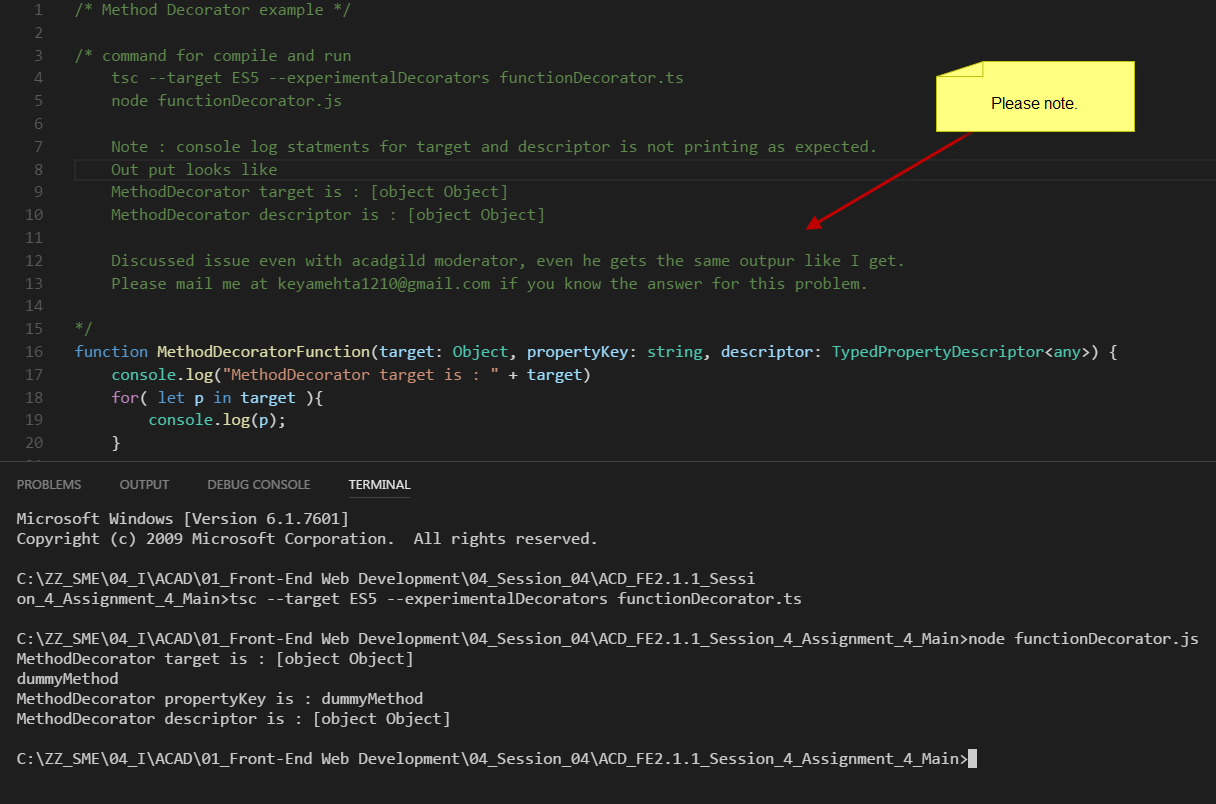 1 /* Method Decorator example */
2
3 /* command for compile and run
4 tsc --target ES5 --experimentalDecorators functionDecorator.ts
5 node functionDecorator.js
6
Please note.
7 Note : console log statments for target and descriptor is not printing as expected.
8 Out put looks like
9 MethodDecorator target is : [object Object]
10 MethodDecorator descriptor is : [object Object]
11
12 Discussed issue even with acadgild moderator, even he gets the same outpur like I get.
13 Please mail me at keyamehta1210@gmail.com if you know the answer for this problem.
14
15 */
16 function MethodDecoratorFunction(target: Object, propertyKey: string, descriptor: TypedPropertyDescriptor<any>) {
17 console.log("MethodDecorator target is : " + target)
18 for( let p in target ){
19 console.log(p);
20 }
PROBLEMS OUTPUT DEBUG CONSOLE TERMINAL
Microsoft Windows [Version 6.1.7601]
Copyright (c) 2009 Microsoft Corporation.  All rights reserved.
C:\ZZ_SME\04_I\ACAD\01_Front-End Web Development\04_Session_04\ACD_FE2.1.1_Sessi
on_4_Assignment_4_Main>tsc --target ES5 --experimentalDecorators functionDecorator.ts
C:\ZZ_SME\04_I\ACAD\01_Front-End Web Development\04_Session_04\ACD_FE2.1.1_Session_4_Assignment_4_Main>node functionDecorator.js
MethodDecorator target is : [object Object]
dummyMethod
MethodDecorator propertyKey is : dummyMethod
MethodDecorator descriptor is : [object Object]
C:\ZZ_SME\04_I\ACAD\01_Front-End Web Development\04_Session_04\ACD_FE2.1.1_Session_4_Assignment_4_Main>